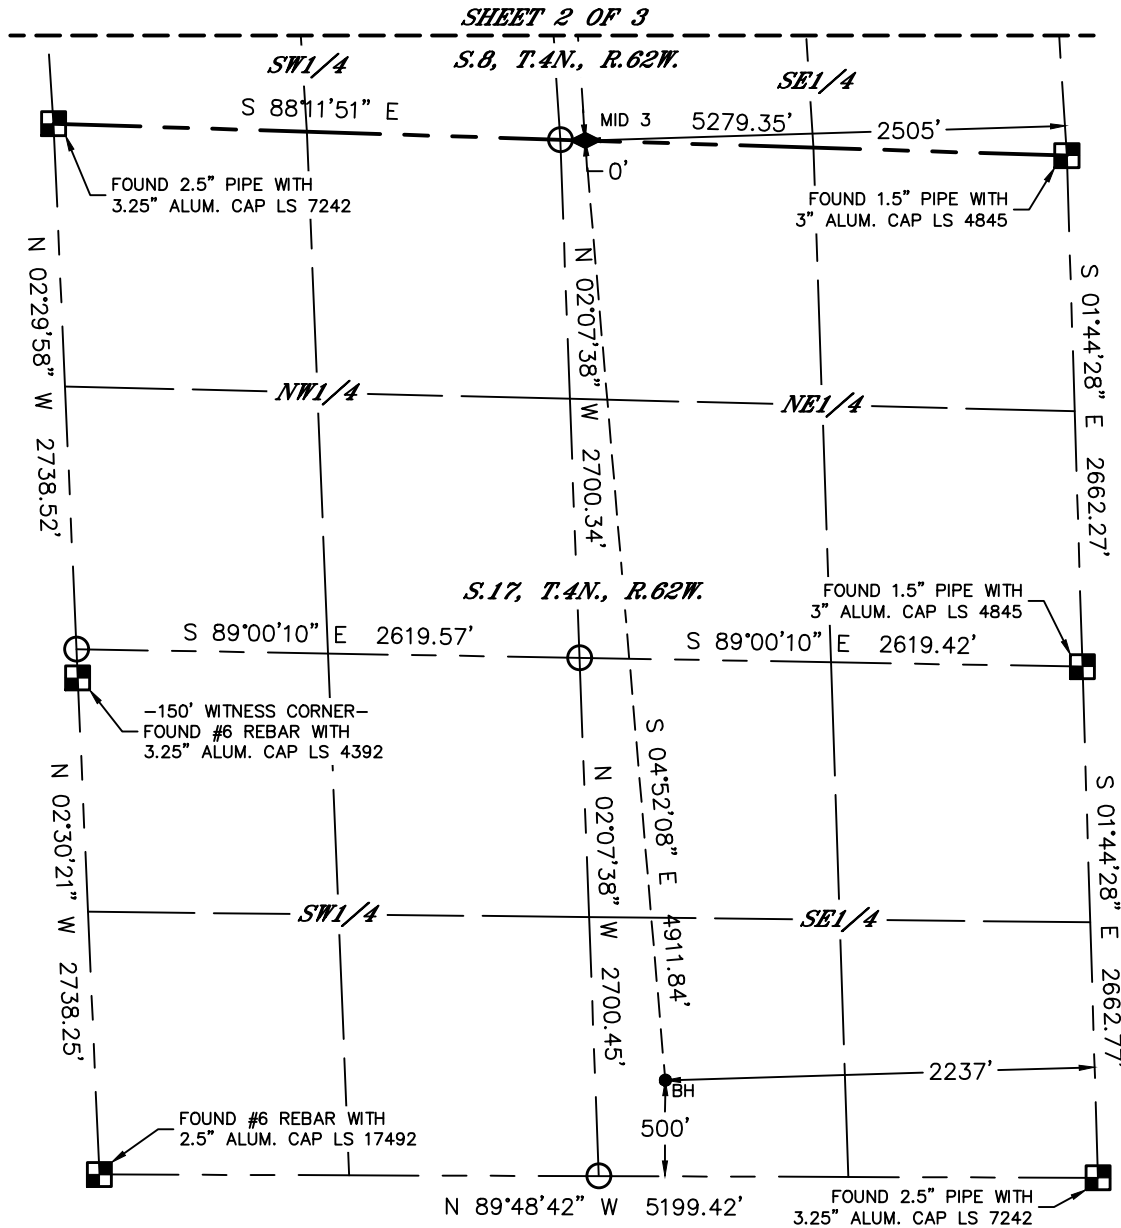 SHEET 2 OF 3
SW1/4
S.8, T.4N., R.62W.
SE1/4
S 88°11'51" E
MID 3
5279.35'
2505'
0'
FOUND 2.5" PIPE WITH
3.25" ALUM. CAP LS 7242
FOUND 1.5" PIPE WITH
3" ALUM. CAP LS 4845
N 02°29'58" W 2738.52'
N 02°07'38" W 2700.34'
S 01°44'28" E 2662.27'
NW1/4
NE1/4
S.17, T.4N., R.62W.
FOUND 1.5" PIPE WITH
3" ALUM. CAP LS 4845
S 89°00'10" E 2619.57'
S 89°00'10" E 2619.42'
-150' WITNESS CORNER-
FOUND #6 REBAR WITH
3.25" ALUM. CAP LS 4392
N 02°30'21" W 2738.25'
N 02°07'38" W 2700.45'
S 04°52'08" E 4911.84'
S 01°44'28" E 2662.77'
SW1/4
SE1/4
2237'
BH
500'
FOUND #6 REBAR WITH
2.5" ALUM. CAP LS 17492
N 89°48'42" W 5199.42'
FOUND 2.5" PIPE WITH
3.25" ALUM. CAP LS 7242